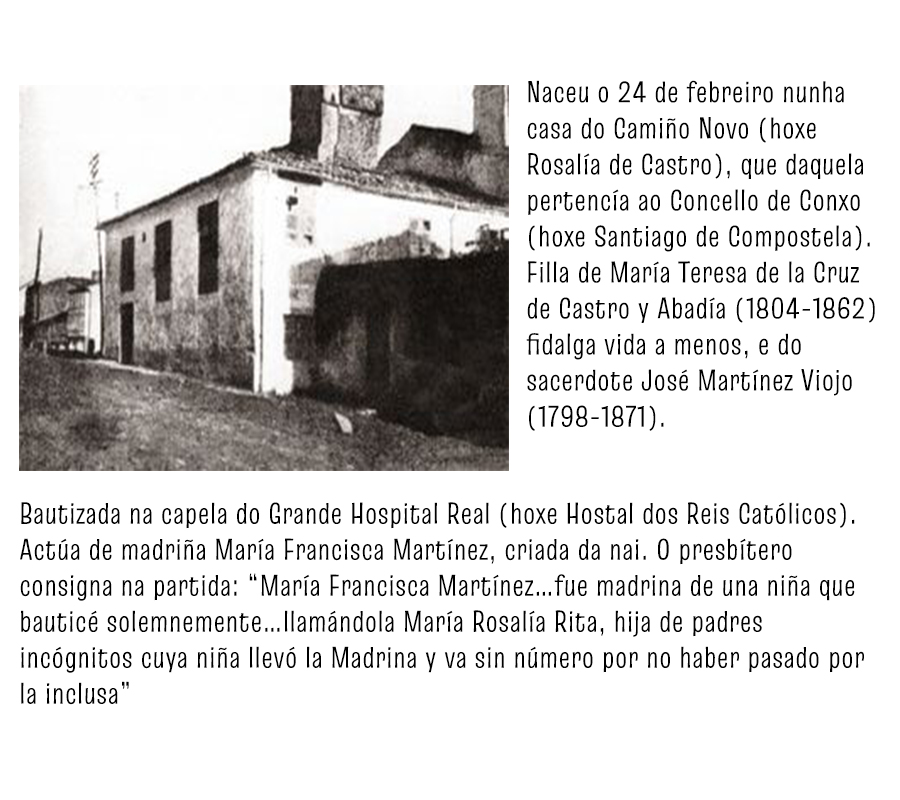 Naceu o 24 de febreiro nunha
casa do Camiño Novo (hoxe
Rosalía de Castro), que daquela
pertencía ao Concello de Conxo
(hoxe Santiago de Compostela).
Filla de María Teresa de la Cruz
de Castro y Abadía (1804-1862)
fidalga vida a menos, e do
sacerdote José Martínez Viojo
(1798-1871).
Bautizada na capela do Grande Hospital Real (hoxe Hostal dos Reis Católicos).
Actúa de madriña María Francisca Martínez, criada da nai. O presbítero
consigna na partida: “María Francisca Martínez...fue madrina de una niña que
bauticé solemnemente...llamándola María Rosalía Rita, hija de padres
incógnitos cuya niña llevó la Madrina y va sin número por no haber pasado por
la inclusa”